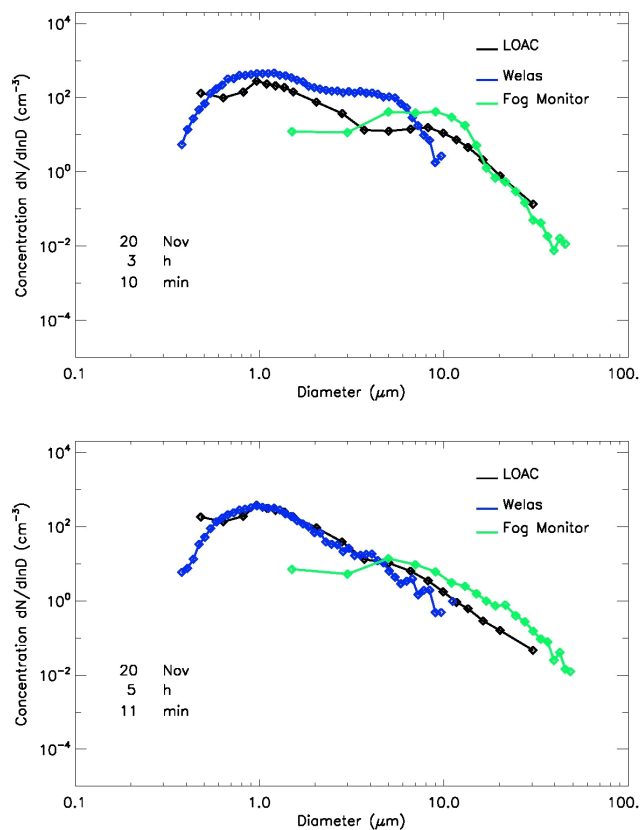 10⁴
10²
10⁰
10⁻²
10⁻⁴
Concentration dN/dlnD (cm⁻³)
LOAC
Welas
Fog Monitor
20 Nov
3 h
10 min
0.1 1.0 10.0 100.
Diameter (μm)
10⁴
10²
10⁰
10⁻²
10⁻⁴
Concentration dN/dlnD (cm⁻³)
LOAC
Welas
Fog Monitor
20 Nov
5 h
11 min
0.1 1.0 10.0 100.
Diameter (μm)